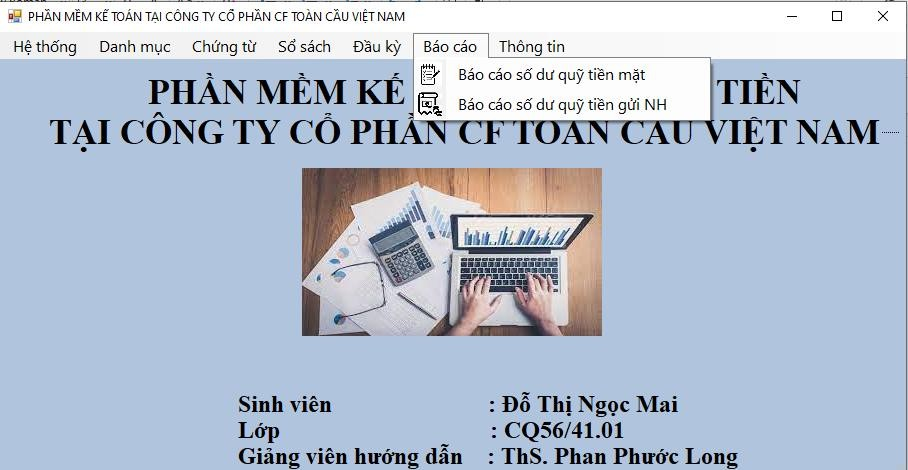 PHẦN MỀM KẾ TOÁN TẠI CÔNG TY CỔ PHẦN CF TOÀN CẦU VIỆT NAM
Hệ thống Danh mục Chứng từ Sổ sách Đầu kỳ Báo cáo Thông tin
Báo cáo số dư quỹ tiền mặt
Báo cáo số dư quỹ tiền gửi NH
PHẦN MỀM KẾ TIỀN
TẠI CÔNG TY CỔ PHẦN CF TOÀN CẦU VIỆT NAM
Sinh viên : Đỗ Thị Ngọc Mai
Lớp : CQ56/41.01
Giảng viên hướng dẫn : ThS. Phan Phước Long